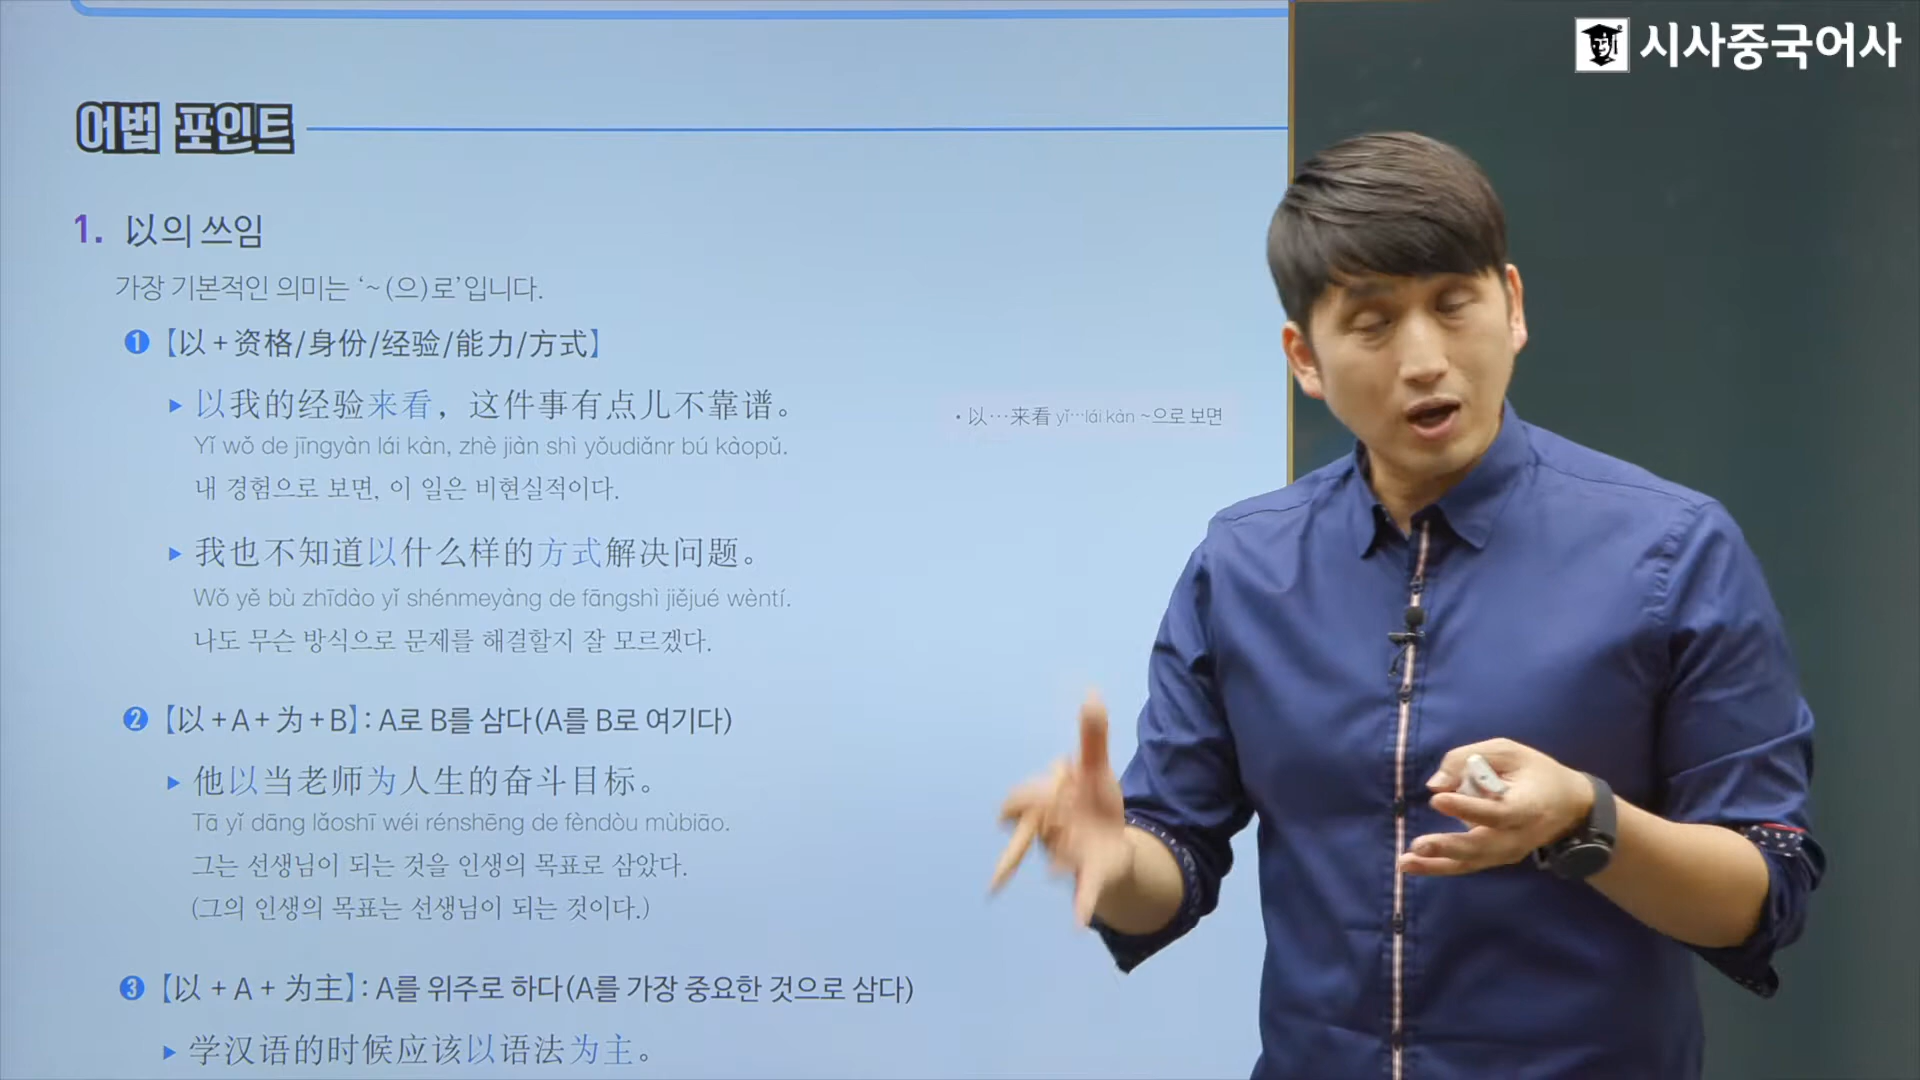 시사중국어사
어법 포인트
1. 以의 쓰임
가장 기본적인 의미는 ‘~(으)로’입니다.
❶【以+资格/身份/经验/能力/方式】
▸ 以我的经验来看，这件事有点儿不靠谱。
• 以…来看 yǐ…lái kàn ~으로 보면
Yǐ wǒ de jīngyàn lái kàn, zhè jiàn shì yǒudiǎnr bú kàopǔ.
내 경험으로 보면, 이 일은 비현실적이다.
▸ 我也不知道以什么样的方式解决问题。
Wǒ yě bù zhīdào yǐ shénmeyàng de fāngshì jiějué wèntí.
나도 무슨 방식으로 문제를 해결할지 잘 모르겠다.
❷【以+A+为+B】: A로 B를 삼다(A를 B로 여기다)
▸ 他以当老师为人生的奋斗目标。
Tā yǐ dāng lǎoshī wéi rénshēng de fèndòu mùbiāo.
그는 선생님이 되는 것을 인생의 목표로 삼았다.
(그의 인생의 목표는 선생님이 되는 것이다.)
❸【以 + A + 为主】: A를 위주로 하다(A를 가장 중요한 것으로 삼다)
▸ 学汉语的时候应该以语法为主。